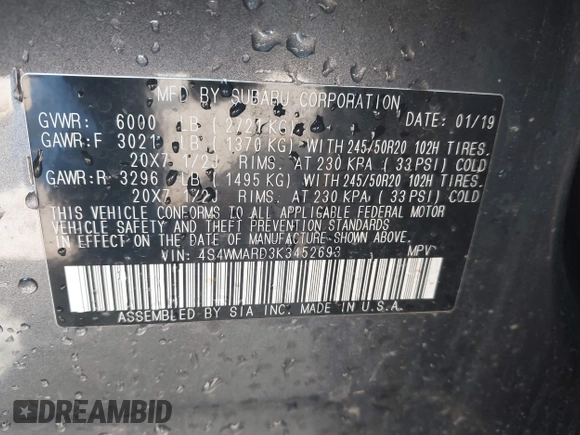 MFD BY SUBARU CORPORATION
GVWR: 6000 LB (2721 KG) DATE: 01/19
GAWR:F 3021 LB (1370 KG) WITH 245/50R20 102H TIRES.
20X7 1/2J RIMS. AT 230 KPA (33 PSI) COLD
GAWR:R 3296 LB (1495 KG) WITH 245/50R20 102H TIRES.
20X7 1/2J RIMS. AT 230 KPA (33 PSI) COLD
THIS VEHICLE CONFORMS TO ALL APPLICABLE FEDERAL MOTOR
VEHICLE SAFETY AND THEFT PREVENTION STANDARDS
IN EFFECT ON THE DATE OF MANUFACTURE SHOWN ABOVE.
VIN: 4S4WMARD3K3452693 MPV
ASSEMBLED BY SIA INC. MADE IN U.S.A.
DREAMBID